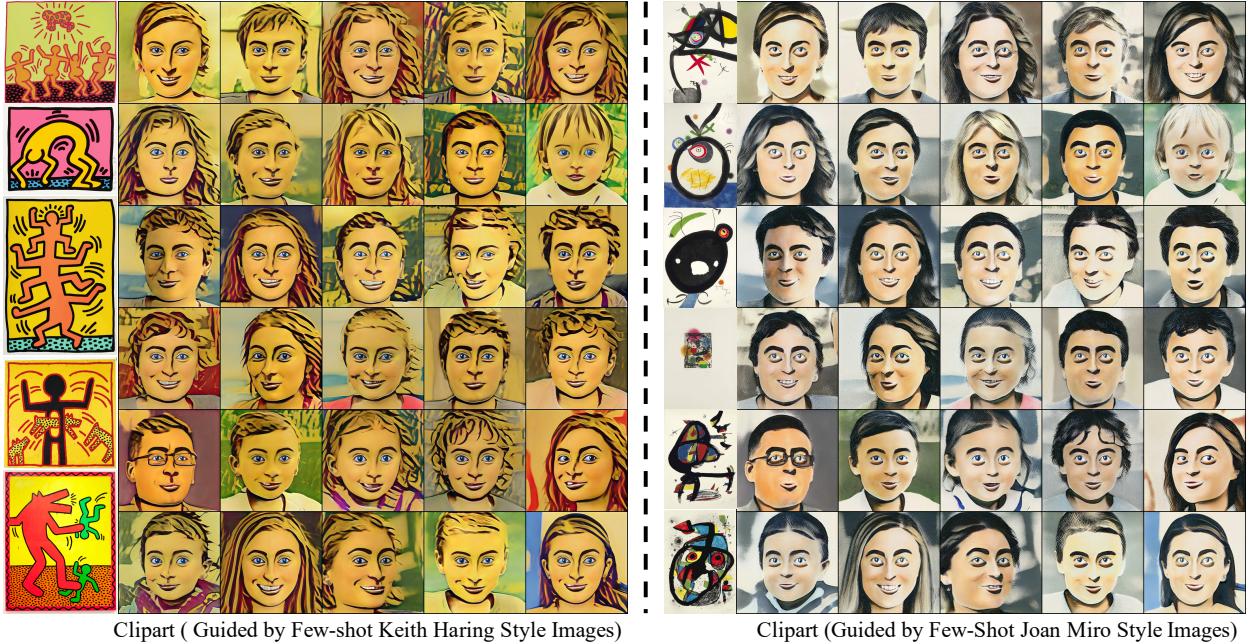 Clipart ( Guided by Few-shot Keith Haring Style Images)
Clipart (Guided by Few-Shot Joan Miro Style Images)